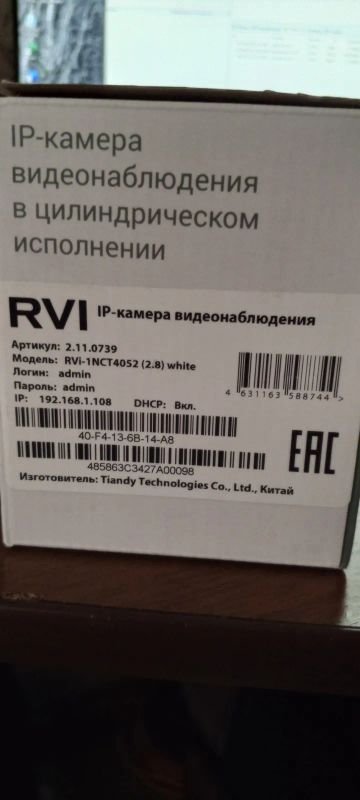 IP-камера
видеонаблюдения
в цилиндрическом
исполнении
RVI IP-камера видеонаблюдения
Артикул: 2.11.0739
Модель: RVi-1NCT4052 (2.8) white
Логин: admin
Пароль: admin
IP: 192.168.1.108 DHCP: Вкл.
4 631163 588744 >
40-F4-13-6B-14-A8
EAC
485863C3427A00098
Изготовитель: Tiandy Technologies Co., Ltd., Китай